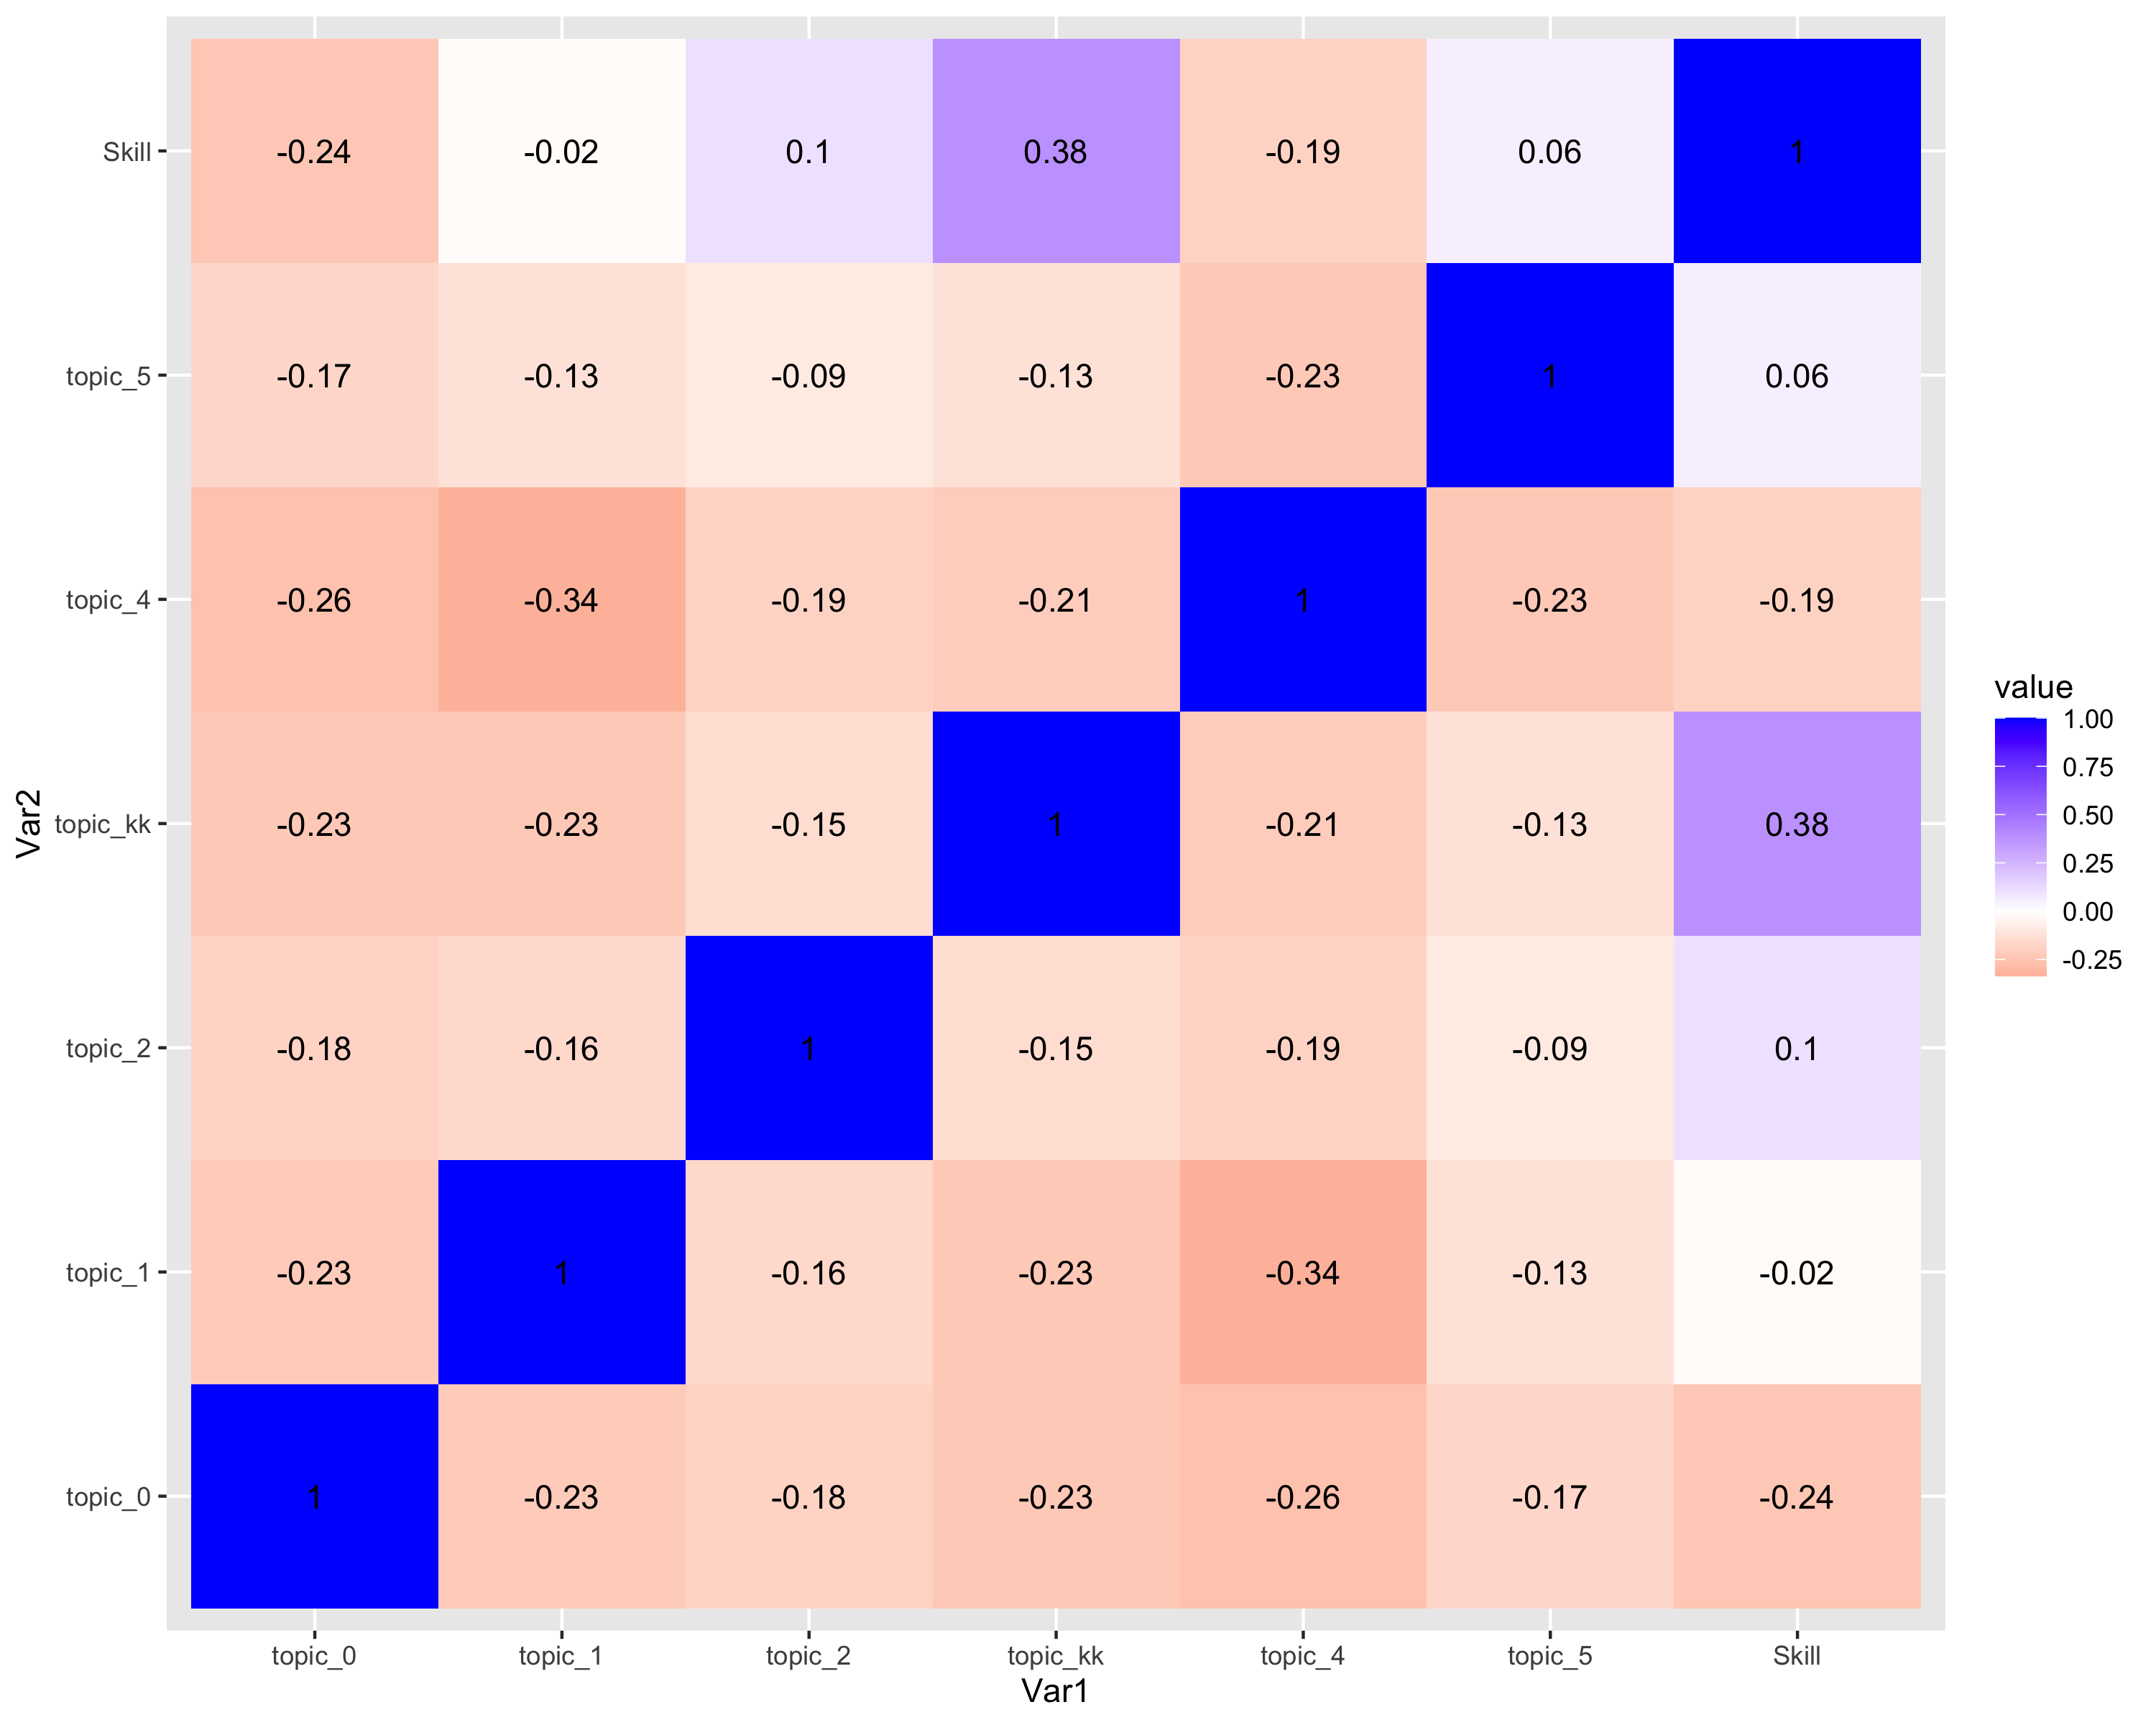 Skill -0.24 -0.02 0.1 0.38 -0.19 0.06 1
topic_5 -0.17 -0.13 -0.09 -0.13 -0.23 1 0.06
topic_4 -0.26 -0.34 -0.19 -0.21 1 -0.23 -0.19
topic_kk -0.23 -0.23 -0.15 1 -0.21 -0.13 0.38
topic_2 -0.18 -0.16 1 -0.15 -0.19 -0.09 0.1
topic_1 -0.23 1 -0.16 -0.23 -0.34 -0.13 -0.02
topic_0 1 -0.23 -0.18 -0.23 -0.26 -0.17 -0.24
topic_0 topic_1 topic_2 topic_kk topic_4 topic_5 Skill
Var1
Var2
value
1.00
0.75
0.50
0.25
0.00
-0.25